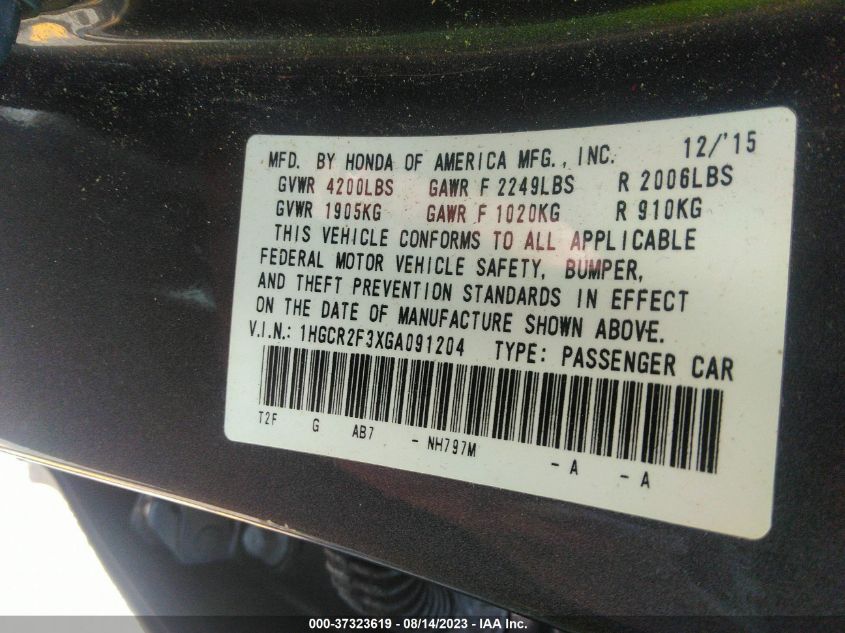 MFD. BY HONDA OF AMERICA MFG., INC. 12/'15
GVWR 4200LBS GAWR F 2249LBS R 2006LBS
GVWR 1905KG GAWR F 1020KG R 910KG
THIS VEHICLE CONFORMS TO ALL APPLICABLE
FEDERAL MOTOR VEHICLE SAFETY, BUMPER,
AND THEFT PREVENTION STANDARDS IN EFFECT
ON THE DATE OF MANUFACTURE SHOWN ABOVE.
V.I.N.: 1HGCR2F3XGA091204 TYPE: PASSENGER CAR
T2F G AB7 - NH797M - A - A
000-37323619 - 08/14/2023 - IAA Inc.